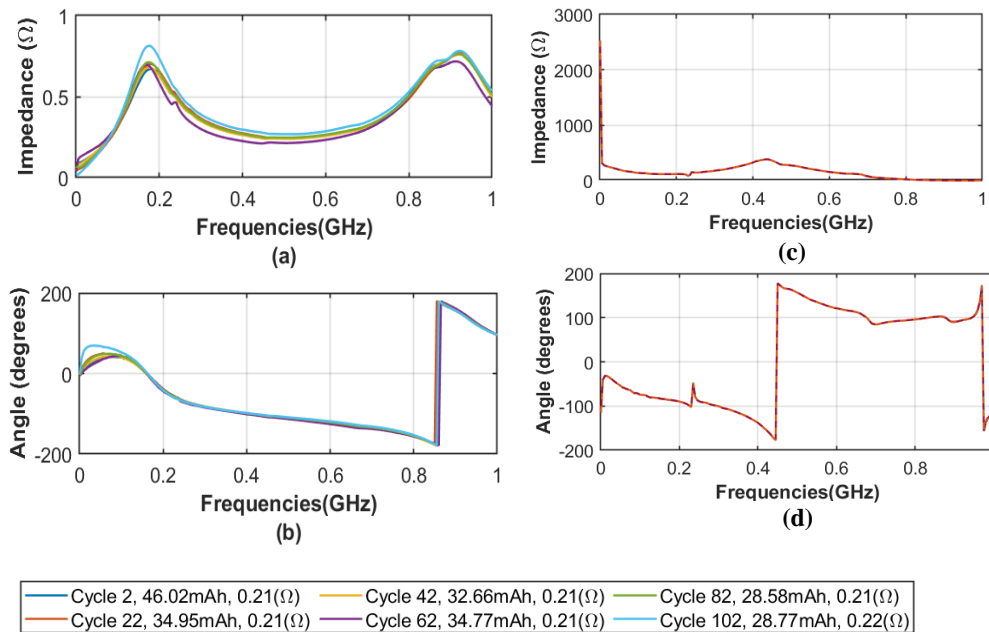 1
0.5
0
Impedance (Ω)
0 0.2 0.4 0.6 0.8 1
Frequencies(GHz)
(a)
3000
2000
1000
0
Impedance (Ω)
0 0.2 0.4 0.6 0.8 1
Frequencies(GHz)
(c)
200
0
-200
Angle (degrees)
0 0.2 0.4 0.6 0.8 1
Frequencies(GHz)
(b)
200
100
0
-100
-200
Angle (degrees)
0 0.2 0.4 0.6 0.8
Frequencies(GHz)
(d)
Cycle 2, 46.02mAh, 0.21(Ω) Cycle 42, 32.66mAh, 0.21(Ω) Cycle 82, 28.58mAh, 0.21(Ω)
Cycle 22, 34.95mAh, 0.21(Ω) Cycle 62, 34.77mAh, 0.21(Ω) Cycle 102, 28.77mAh, 0.22(Ω)